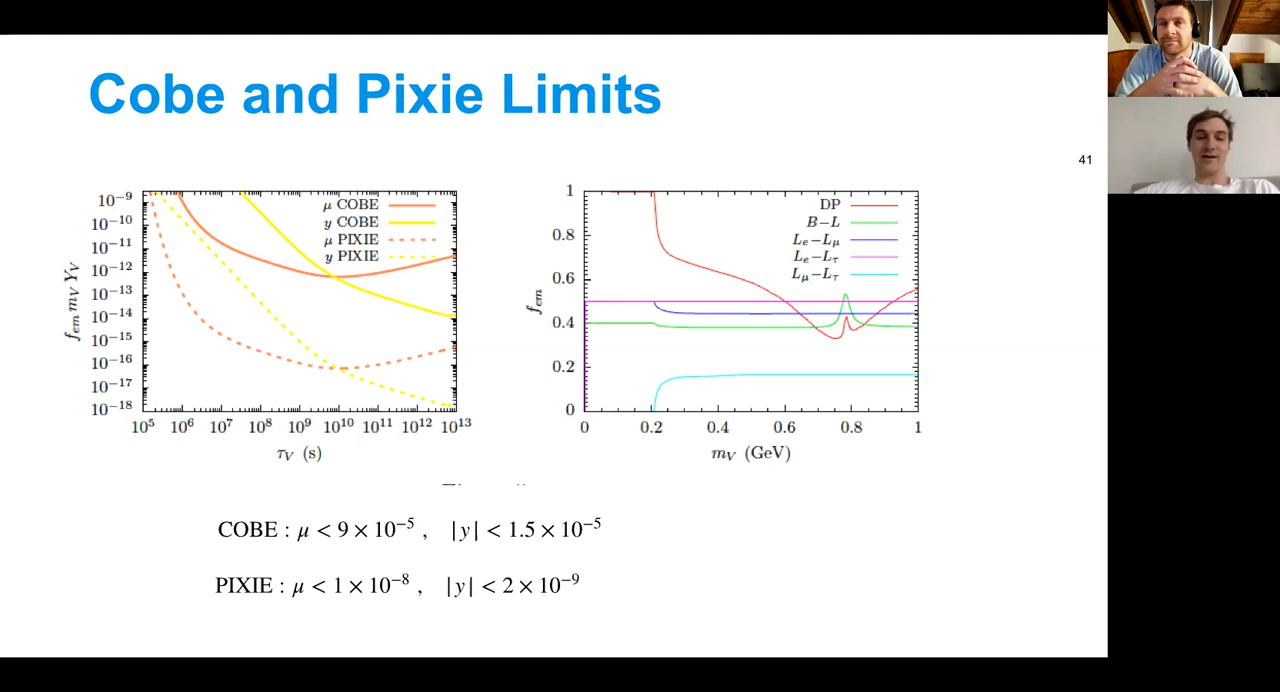 Cobe and Pixie Limits
41
10⁻⁹
10⁻¹⁰
10⁻¹¹
10⁻¹²
10⁻¹³
10⁻¹⁴
10⁻¹⁵
10⁻¹⁶
10⁻¹⁷
10⁻¹⁸
f_em m_V Y_V
μ COBE
y COBE
μ PIXIE
y PIXIE
10⁵ 10⁶ 10⁷ 10⁸ 10⁹ 10¹⁰ 10¹¹ 10¹² 10¹³
τ_V (s)
1
0.8
0.6
0.4
0.2
0
f_em
DP
B−L
L_e−L_μ
L_e−L_τ
L_μ−L_τ
0 0.2 0.4 0.6 0.8 1
m_V (GeV)
COBE : μ < 9 × 10⁻⁵ , |y| < 1.5 × 10⁻⁵
PIXIE : μ < 1 × 10⁻⁸ , |y| < 2 × 10⁻⁹